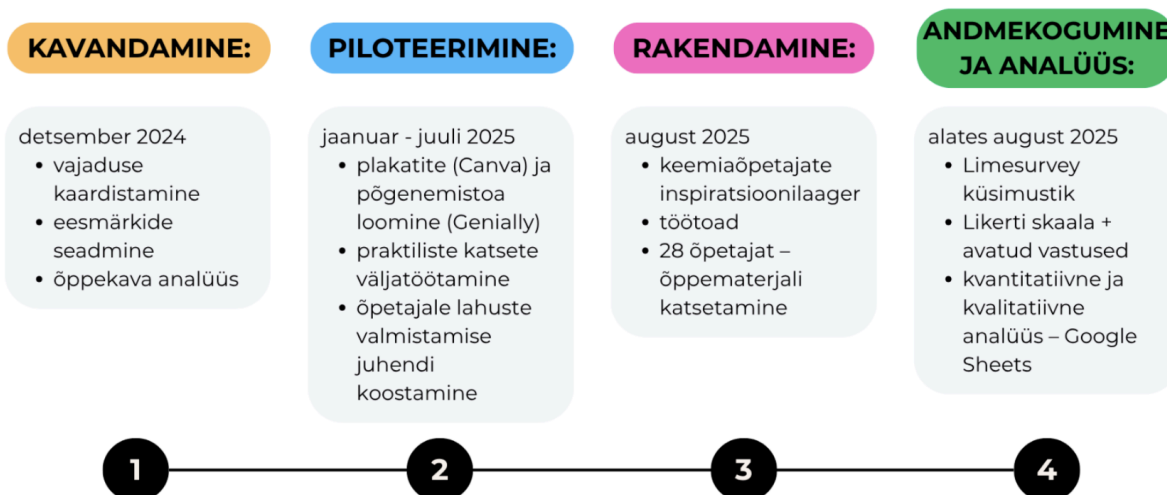 KAVANDAMINE:
detsember 2024
• vajaduse
kaardistamine
• eesmärkide
seadmine
• õppekava analüüs
PILOTEERIMINE:
jaanuar - juuli 2025
• plakatite (Canva) ja
põgenemistoa
loomine (Genially)
• praktiliste katsete
väljatöötamine
• õpetajale lahuste
valmistamise
juhendi
koostamine
RAKENDAMINE:
august 2025
• keemiaõpetajate
inspiratsioonilaager
• töötoad
• 28 õpetajat –
õppematerjali
katsetamine
ANDMEKOGUMINE
JA ANALÜÜS:
alates august 2025
• Limesurvey
küsimustik
• Likerti skaala +
avatud vastused
• kvantitatiivne ja
kvalitatiivne
analüüs – Google
Sheets
1
2
3
4